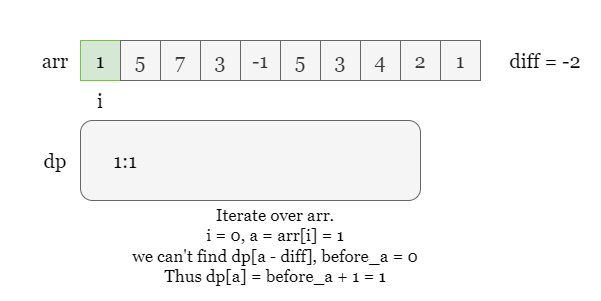 arr 1 5 7 3 -1 5 3 4 2 1 diff = -2
i
dp 1:1
Iterate over arr.
i = 0, a = arr[i] = 1
we can't find dp[a - diff], before_a = 0
Thus dp[a] = before_a + 1 = 1